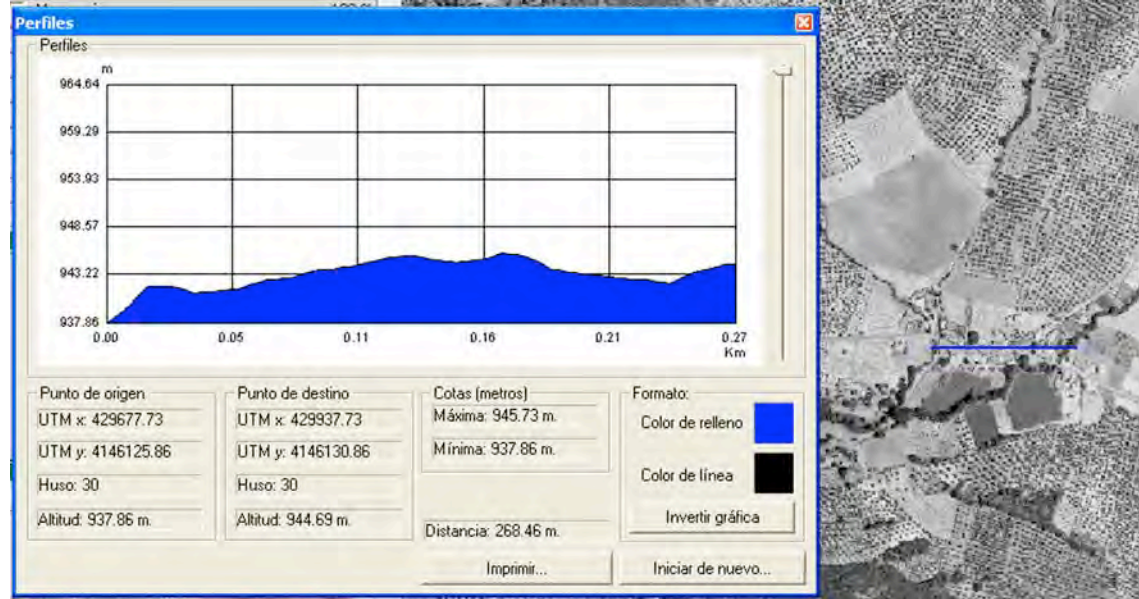 Perfiles
Perfiles
m
964.64
959.29
953.93
948.57
943.22
937.86
0.00 0.05 0.11 0.16 0.21 0.27
Km
Punto de origen
UTM x: 429677.73
UTM y: 4146125.86
Huso: 30
Altitud: 937.86 m.
Punto de destino
UTM x: 429937.73
UTM y: 4146130.86
Huso: 30
Altitud: 944.69 m.
Cotas (metros)
Máxima: 945.73 m.
Mínima: 937.86 m.
Distancia: 268.46 m.
Formato:
Color de relleno
Color de línea
Invertir gráfica
Imprimir...
Iniciar de nuevo...